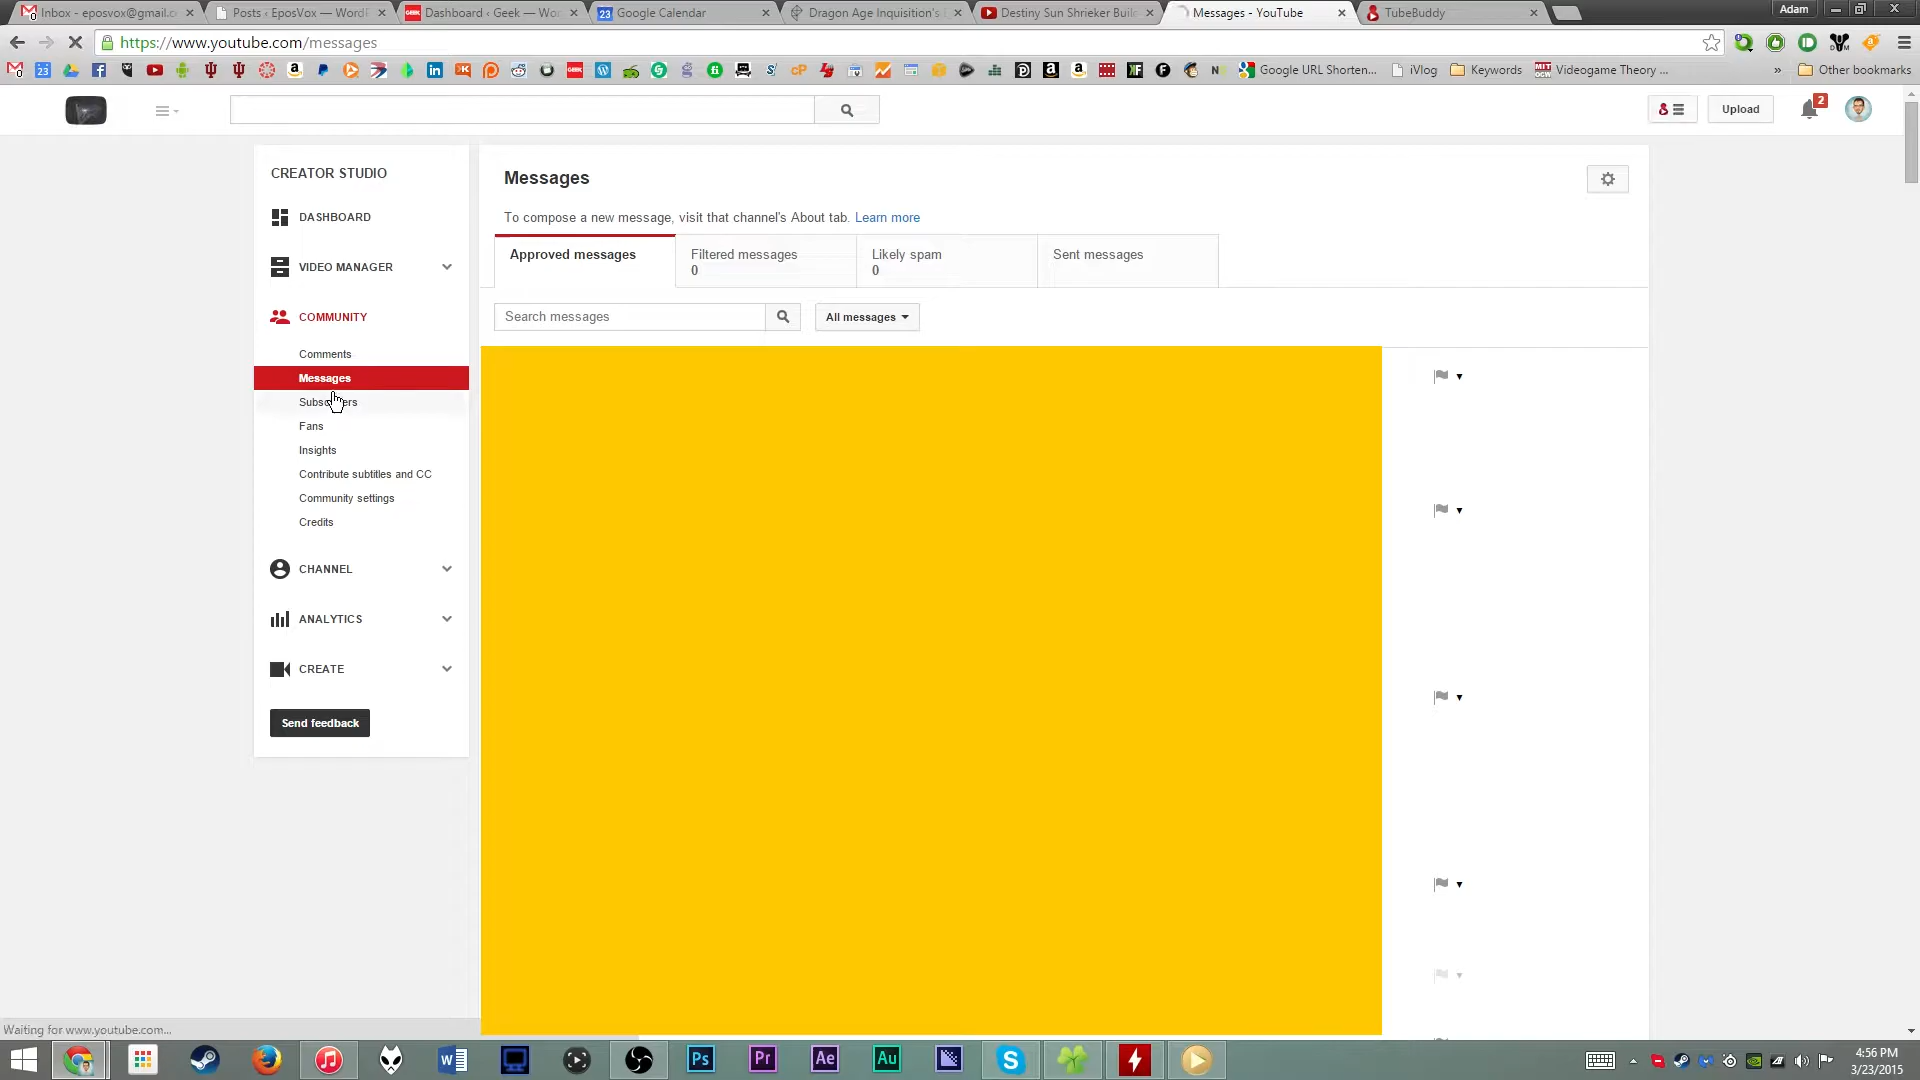 Inbox - eposvox@gmail.c
Posts ‹ EposVox — Word
Dashboard ‹ Geek — Wor
Google Calendar
Dragon Age Inquisition's
Destiny Sun Shrieker Buil
Messages - YouTube
TubeBuddy
Adam
https://www.youtube.com/messages
Google URL Shorten...
iVlog
Keywords
Videogame Theory ...
»
Other bookmarks
Upload
2
CREATOR STUDIO
DASHBOARD
VIDEO MANAGER
COMMUNITY
Comments
Messages
Fans
Insights
Contribute subtitles and CC
Community settings
Credits
CHANNEL
ANALYTICS
CREATE
Send feedback
Messages
To compose a new message, visit that channel's About tab. Learn more
Approved messages
Filtered messages
0
Likely spam
0
Sent messages
Search messages
All messages
Waiting for www.youtube.com...
Ps
Pr
Ae
Au
4:56 PM
3/23/2015